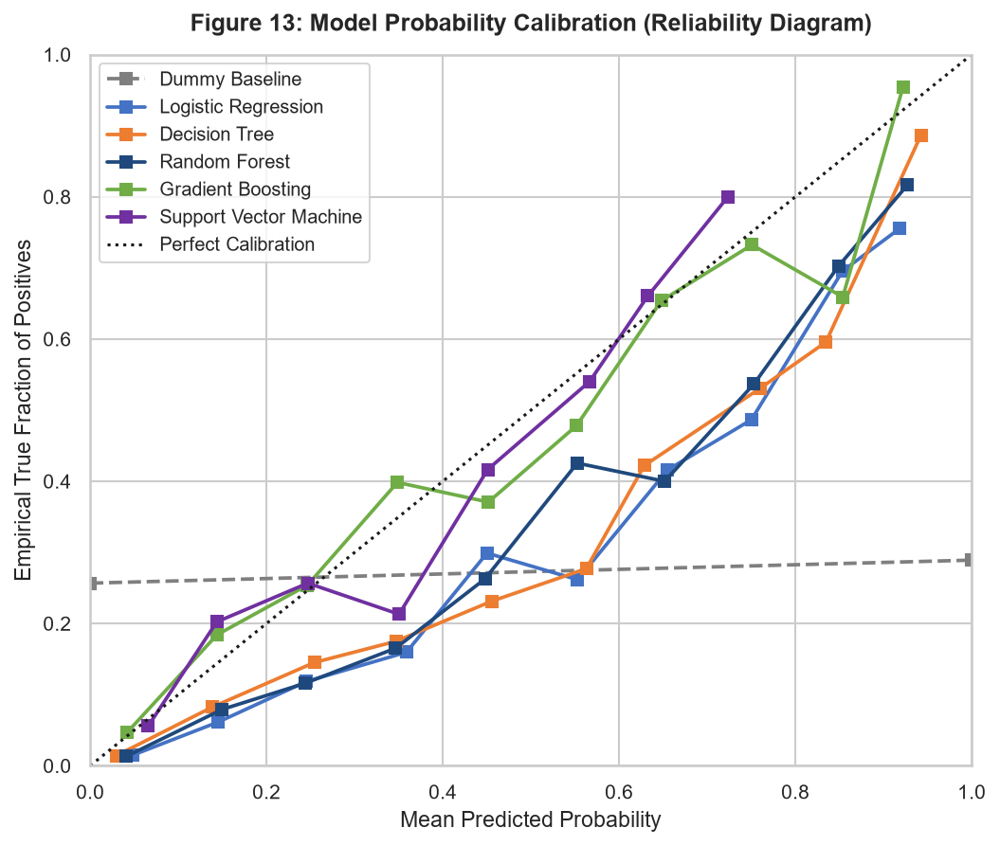 Figure 13: Model Probability Calibration (Reliability Diagram)
1.0
0.8
0.6
0.4
0.2
0.0
Empirical True Fraction of Positives
Dummy Baseline
Logistic Regression
Decision Tree
Random Forest
Gradient Boosting
Support Vector Machine
Perfect Calibration
0.0 0.2 0.4 0.6 0.8 1.0
Mean Predicted Probability